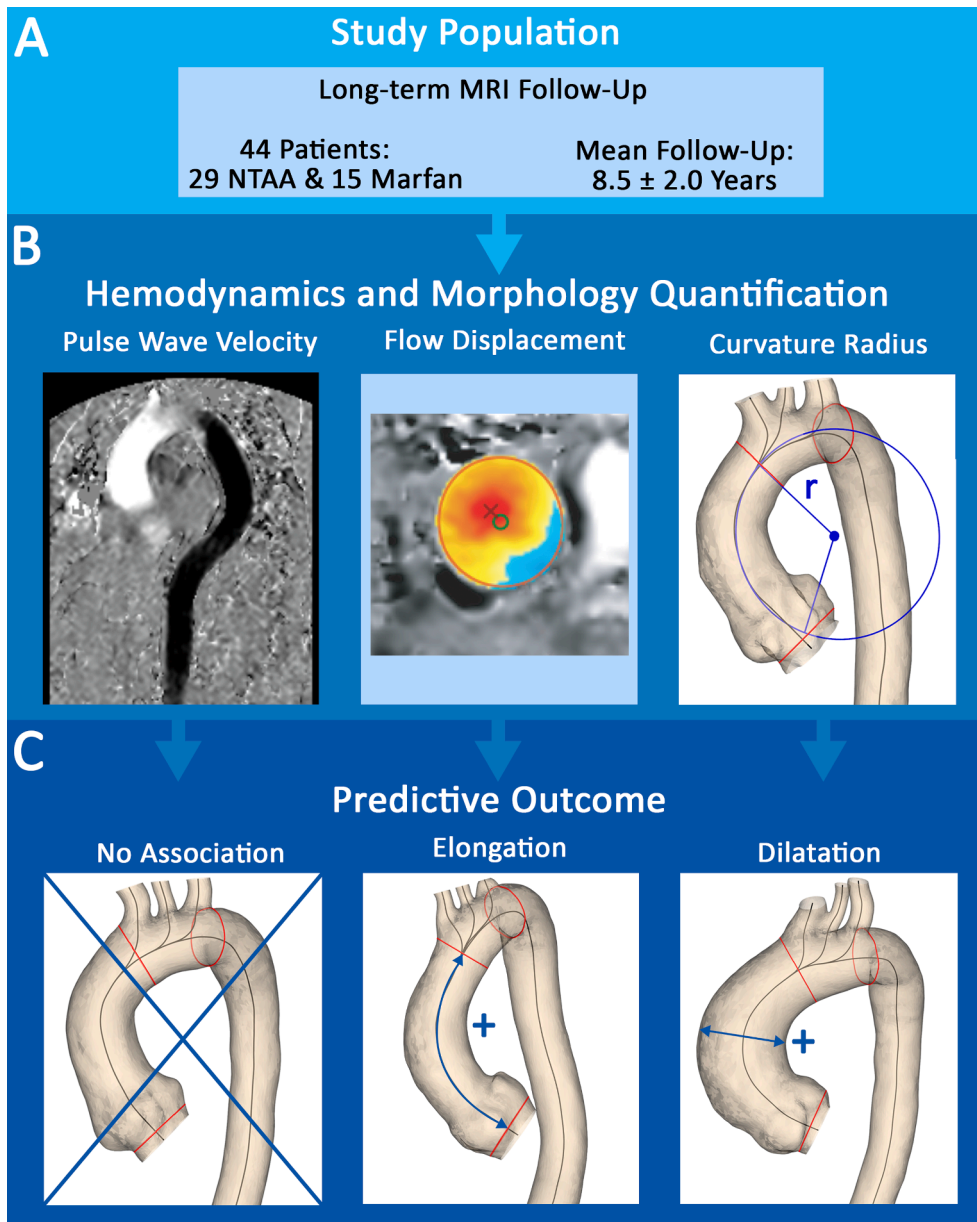 A
Study Population
Long-term MRI Follow-Up
44 Patients:
29 NTAA & 15 Marfan
Mean Follow-Up:
8.5 ± 2.0 Years
B
Hemodynamics and Morphology Quantification
Pulse Wave Velocity
Flow Displacement
Curvature Radius
r
C
Predictive Outcome
No Association
Elongation
Dilatation
+
+